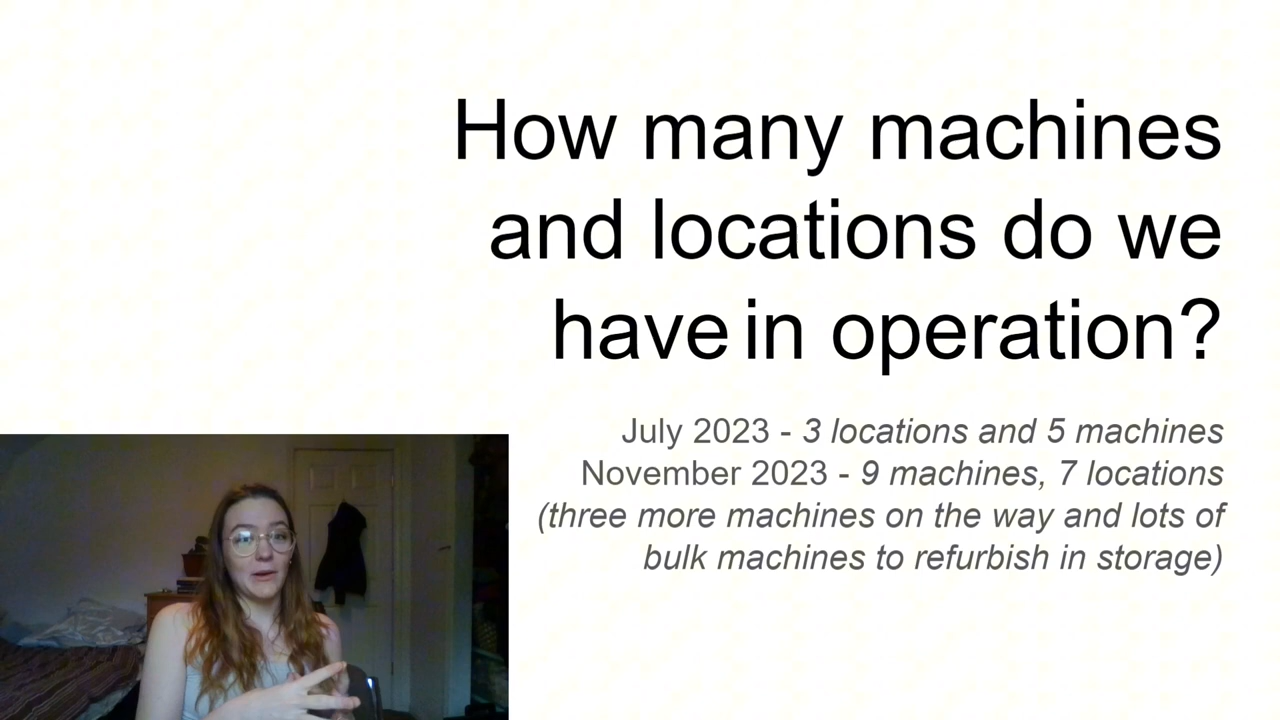 How many machines
and locations do we
have in operation?
July 2023 - 3 locations and 5 machines
November 2023 - 9 machines, 7 locations
(three more machines on the way and lots of
bulk machines to refurbish in storage)